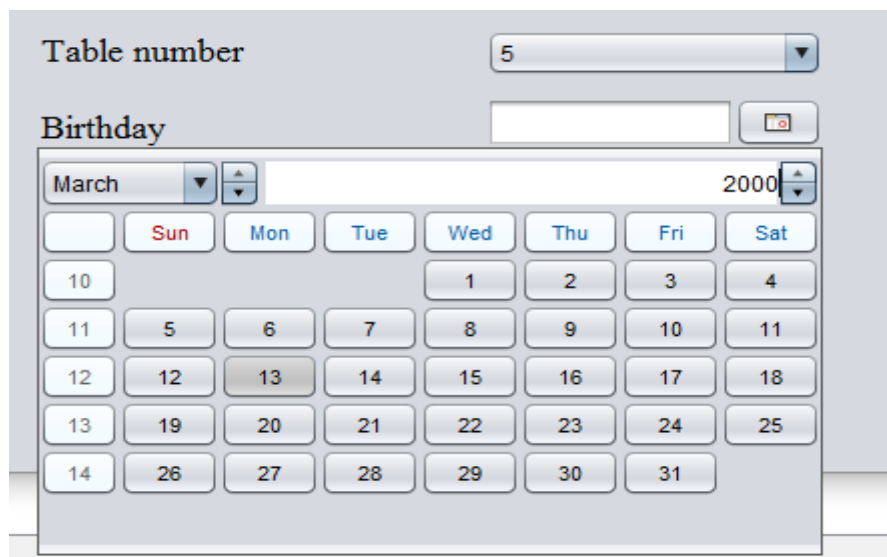 Table number 5
Birthday
March 2000
Sun Mon Tue Wed Thu Fri Sat
10 1 2 3 4
11 5 6 7 8 9 10 11
12 12 13 14 15 16 17 18
13 19 20 21 22 23 24 25
14 26 27 28 29 30 31